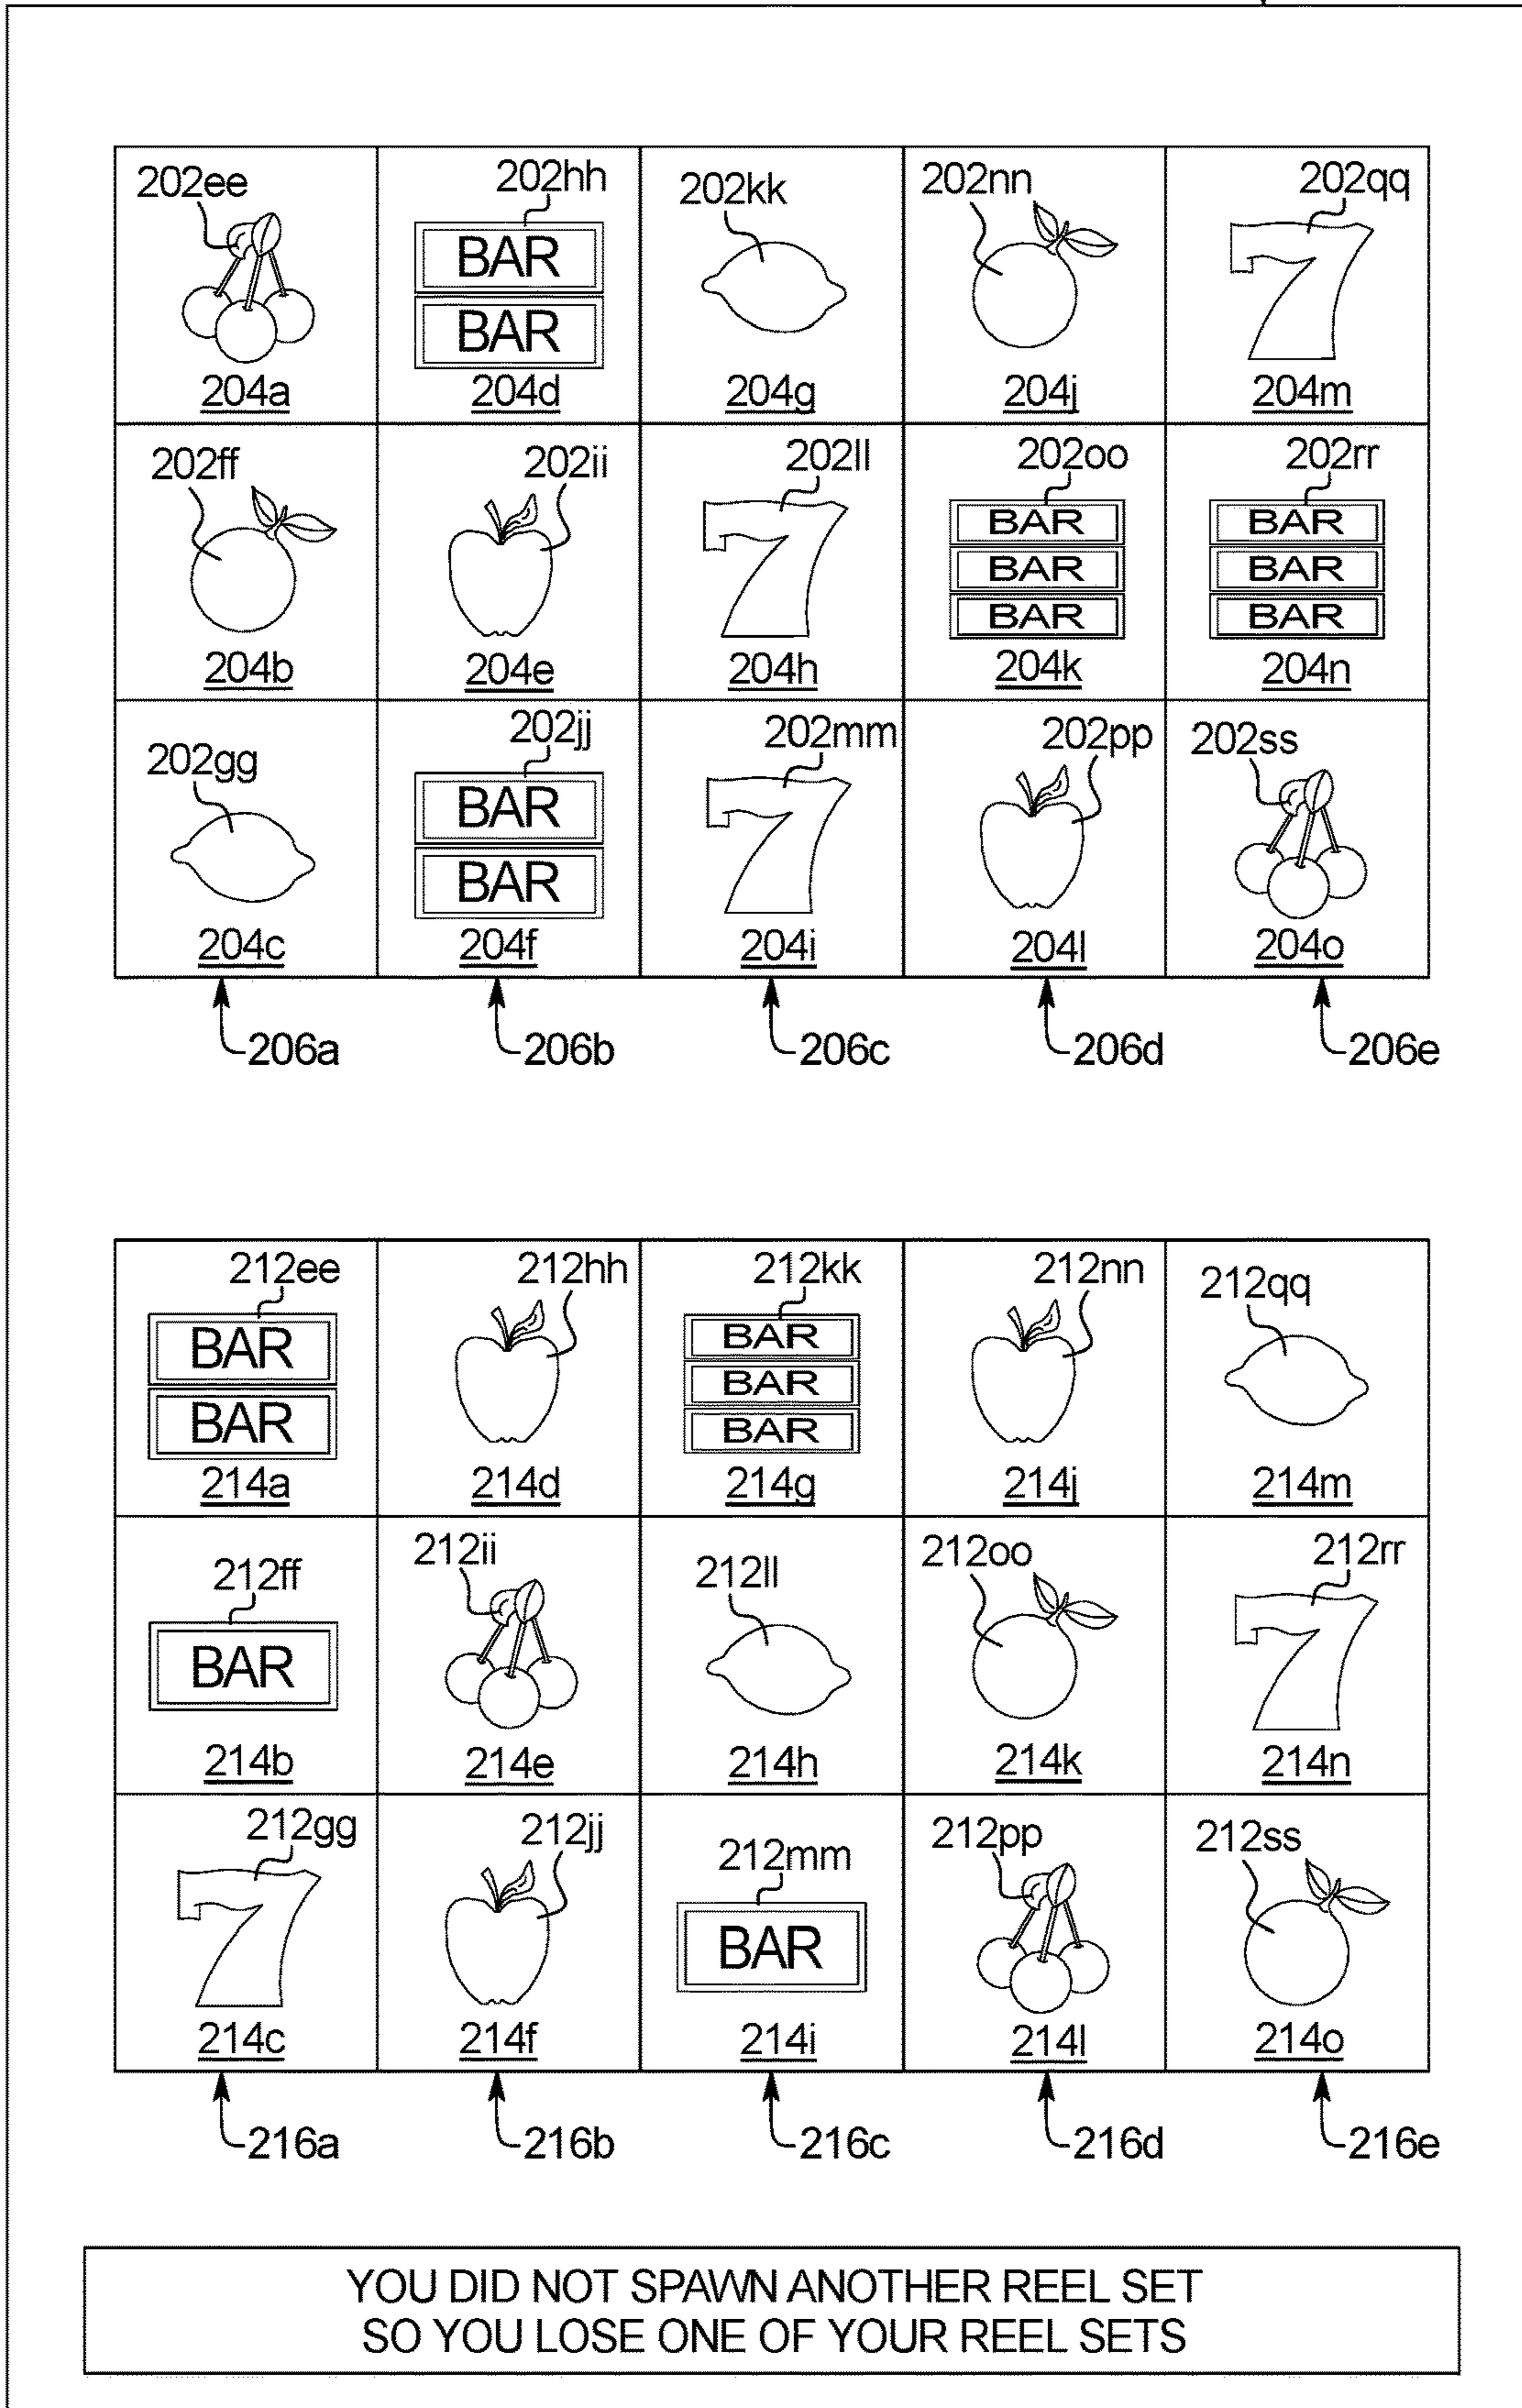 202ee 202hh 202kk 202nn 202qq
BAR
BAR
204a 204d 204g 204j 204m
202ff 202ii 202ll 202oo 202rr
BAR BAR
BAR BAR
BAR BAR
204b 204e 204h 204k 204n
202gg 202jj 202mm 202pp 202ss
BAR
BAR
204c 204f 204i 204l 204o
206a 206b 206c 206d 206e
212ee 212hh 212kk 212nn 212qq
BAR BAR
BAR BAR
BAR
214a 214d 214g 214j 214m
212ff 212ii 212ll 212oo 212rr
BAR
214b 214e 214h 214k 214n
212gg 212jj 212mm 212pp 212ss
BAR
214c 214f 214i 214l 214o
216a 216b 216c 216d 216e
YOU DID NOT SPAWN ANOTHER REEL SET
SO YOU LOSE ONE OF YOUR REEL SETS